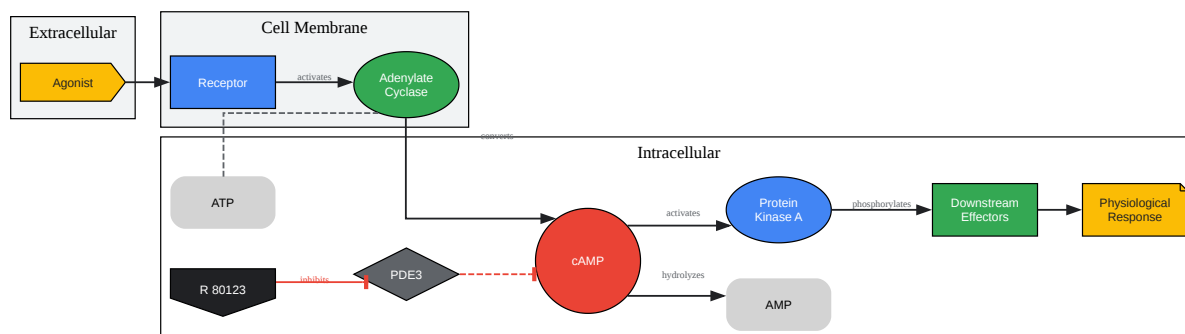 Extracellular
Cell Membrane
Agonist
Receptor
activates
Adenylate
Cyclase
converts
Intracellular
ATP
cAMP
activates
Protein
Kinase A
phosphorylates
Downstream
Effectors
Physiological
Response
R 80123
inhibits
PDE3
hydrolyzes
AMP